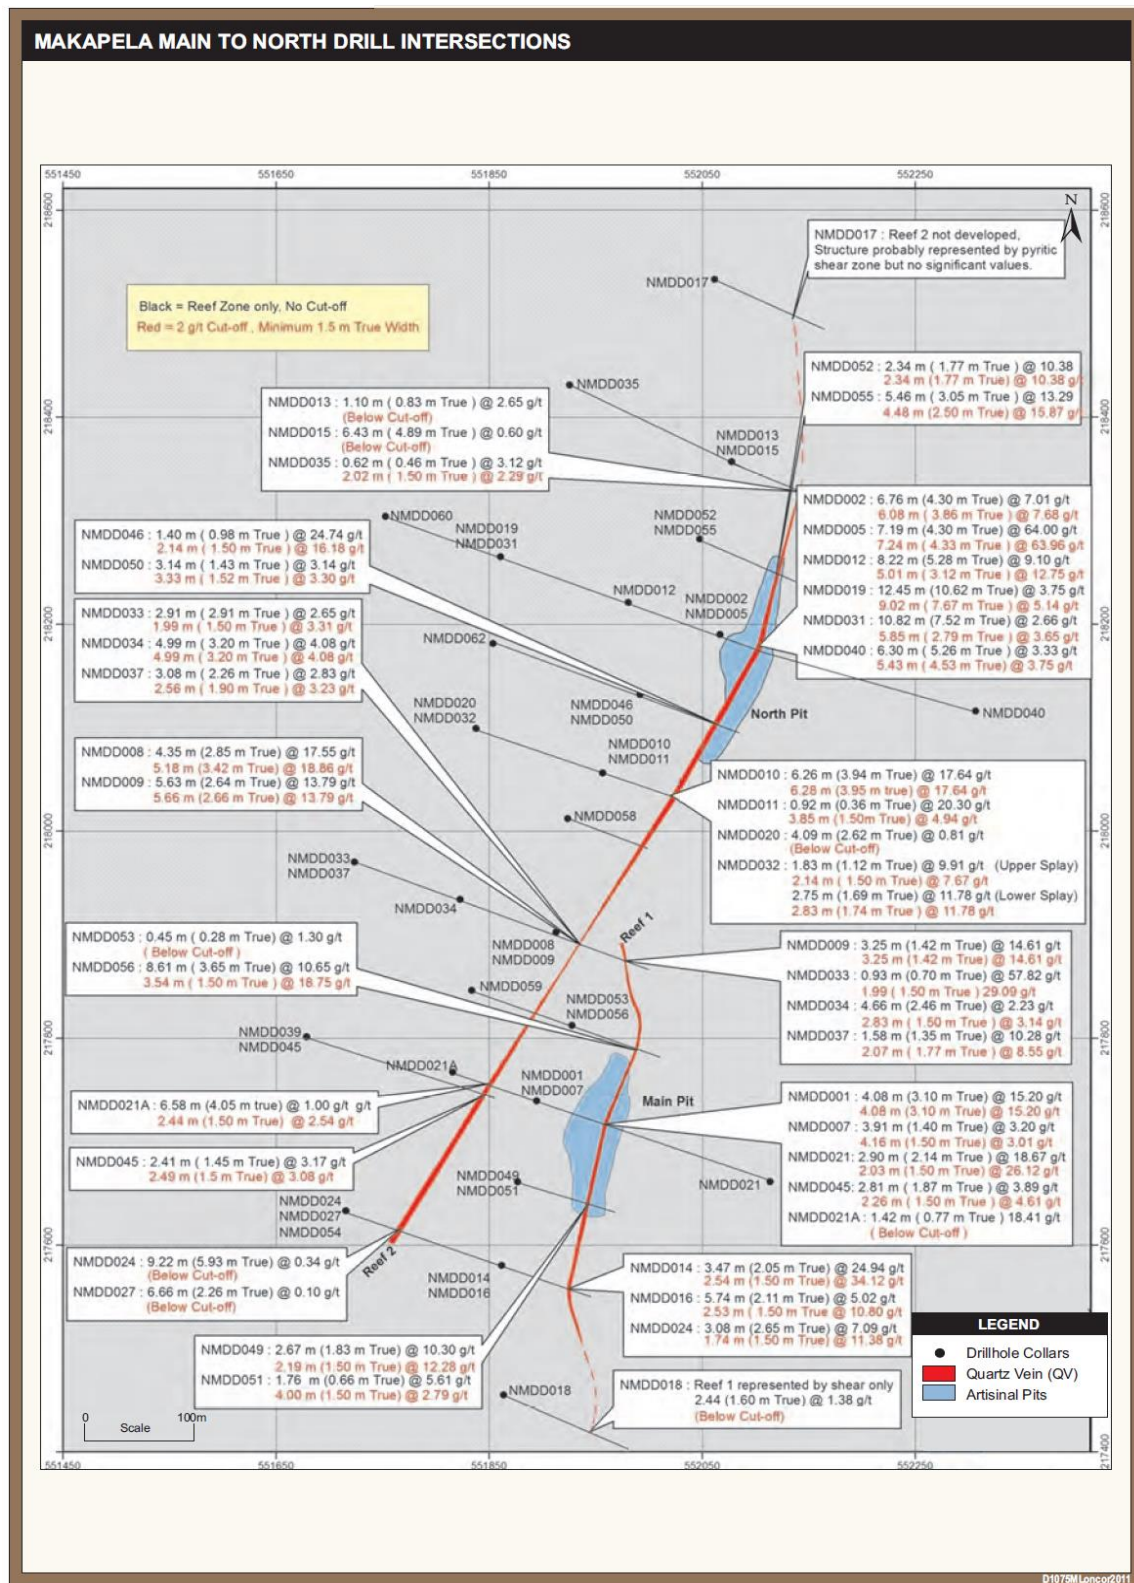 MAKAPELA MAIN TO NORTH DRILL INTERSECTIONS
551450
551650
551850
552050
552250
218600
218600
N
NMDD017 : Reef 2 not developed,
Structure probably represented by pyritic
shear zone but no significant values.
NMDD017
Black = Reef Zone only, No Cut-off
Red = 2 g/t Cut-off , Minimum 1.5 m True Width
NMDD052 : 2.34 m ( 1.77 m True ) @ 10.38
2.34 m (1.77 m True) @ 10.38 g/t
NMDD055 : 5.46 m ( 3.05 m True ) @ 13.29
4.48 m (2.50 m True) @ 15.87 g/t
NMDD035
NMDD013 : 1.10 m ( 0.83 m True ) @ 2.65 g/t
(Below Cut-off)
NMDD015 : 6.43 m ( 4.89 m True ) @ 0.60 g/t
(Below Cut-off)
NMDD035 : 0.62 m ( 0.46 m True ) @ 3.12 g/t
2.02 m ( 1.50 m True ) @ 2.29 g/t
218400
218400
NMDD013
NMDD015
NMDD060
NMDD019
NMDD031
NMDD052
NMDD055
NMDD002 : 6.76 m ( 4.30 m True ) @ 7.01 g/t
6.08 m ( 3.86 m True ) @ 7.68 g/t
NMDD005 : 7.19 m ( 4.30 m True ) @ 64.00 g/t
7.24 m ( 4.33 m True ) @ 63.96 g/t
NMDD012 : 8.22 m (5.28 m True ) @ 9.10 g/t
5.01 m ( 3.12 m True ) @ 12.75 g/t
NMDD019 : 12.45 m (10.62 m True ) @ 3.75 g/t
9.02 m ( 7.67 m True ) @ 5.14 g/t
NMDD031 : 10.82 m (7.52 m True ) @ 2.66 g/t
5.85 m ( 2.79 m True ) @ 3.65 g/t
NMDD040 : 6.30 m ( 5.26 m True ) @ 3.33 g/t
5.43 m ( 4.53 m True) @ 3.75 g/t
NMDD046 : 1.40 m ( 0.98 m True ) @ 24.74 g/t
2.14 m ( 1.50 m True ) @ 16.18 g/t
NMDD050 : 3.14 m ( 1.43 m True ) @ 3.14 g/t
3.33 m ( 1.52 m True ) @ 3.30 g/t
NMDD012
NMDD002
NMDD005
218200
218200
NMDD033 : 2.91 m ( 2.91 m True ) @ 2.65 g/t
1.99 m ( 1.50 m True ) @ 3.31 g/t
NMDD034 : 4.99 m ( 3.20 m True ) @ 4.08 g/t
4.99 m ( 3.20 m True ) @ 4.08 g/t
NMDD037 : 3.08 m ( 2.26 m True ) @ 2.83 g/t
2.56 m ( 1.90 m True ) @ 3.23 g/t
NMDD062
NMDD020
NMDD032
NMDD046
NMDD050
North Pit
NMDD040
NMDD010
NMDD011
NMDD008 : 4.35 m (2.85 m True) @ 17.55 g/t
5.18 m (3.42 m True) @ 18.86 g/t
NMDD009 : 5.63 m (2.64 m True) @ 13.79 g/t
5.66 m (2.66 m True) @ 13.79 g/t
NMDD010 : 6.26 m (3.94 m True) @ 17.64 g/t
6.28 m (3.95 m true) @ 17.64 g/t
NMDD011 : 0.92 m (0.36 m True) @ 20.30 g/t
3.85 m (1.50m True) @ 4.94 g/t
NMDD020 : 4.09 m (2.62 m True) @ 0.81 g/t
(Below Cut-off)
NMDD032 : 1.83 m (1.12 m True) @ 9.91 g/t (Upper Splay)
2.14 m ( 1.50 m True) @ 7.67 g/t
2.75 m (1.69 m True) @ 11.78 g/t (Lower Splay)
2.83 m (1.74 m True ) @ 11.78 g/t
NMDD058
218000
218000
NMDD033
NMDD037
NMDD034
NMDD008
NMDD009
Reef 1
NMDD053 : 0.45 m ( 0.28 m True) @ 1.30 g/t
( Below Cut-off )
NMDD056 : 8.61 m ( 3.65 m True) @ 10.65 g/t
3.54 m ( 1.50 m True) @ 18.75 g/t
NMDD009 : 3.25 m (1.42 m True ) @ 14.61 g/t
3.25 m (1.42 m True) @ 14.61 g/t
NMDD033 : 0.93 m (0.70 m True) @ 57.82 g/t
1.99 (1.50 m True ) 29.09 g/t
NMDD034 : 4.66 m (2.46 m True) @ 2.23 g/t
2.83 m ( 1.50 m True ) @ 3.14 g/t
NMDD037 : 1.58 m (1.35 m True ) @ 10.28 g/t
2.07 m ( 1.77 m True ) @ 8.55 g/t
NMDD059
NMDD053
NMDD056
NMDD039
NMDD045
217800
217800
NMDD021A
NMDD001
NMDD007
Main Pit
NMDD021A : 6.58 m (4.05 m true) @ 1.00 g/t g/t
2.44 m (1.50 m True) @ 2.54 g/t
NMDD045 : 2.41 m ( 1.45 m True) @ 3.17 g/t
2.49 m (1.5 m True) @ 3.08 g/t
NMDD001 : 4.08 m ( 3.10 m True) @ 15.20 g/t
4.08 m (3.10 m True) @ 15.20 g/t
NMDD007 : 3.91 m ( 1.40 m True) @ 3.20 g/t
4.16 m (1.50 m True) @ 3.01 g/t
NMDD021: 2.90 m ( 2.14 m True ) @ 18.67 g/t
2.03 m (1.50 m True) @ 26.12 g/t
NMDD045: 2.81 m ( 1.87 m True ) @ 3.89 g/t
2.26 m ( 1.50 m True ) @ 4.61 g/t
NMDD021A : 1.42 m ( 0.77 m True ) 18.41 g/t
( Below Cut-off )
NMDD049
NMDD051
NMDD021
NMDD024
NMDD027
NMDD054
217600
217600
Reef 2
NMDD024 : 9.22 m (5.93 m True) @ 0.34 g/t
(Below Cut-off)
NMDD027 : 6.66 m (2.26 m True) @ 0.10 g/t
(Below Cut-off)
NMDD014
NMDD016
NMDD014 : 3.47 m (2.05 m True) @ 24.94 g/t
2.54 m (1.50 m True) @ 34.12 g/t
NMDD016 : 5.74 m ( 2.11 m True) @ 5.02 g/t
2.53 m ( 1.50 m True @ 10.80 g/t
NMDD024 : 3.08 m (2.65 m True) @ 7.09 g/t
1.74 m (1.50 m True) @ 11.38 g/t
NMDD049 : 2.67 m (1.83 m True) @ 10.30 g/t
2.19 m (1.50 m True) @ 12.28 g/t
NMDD051 : 1.76 m (0.66 m True) @ 5.61 g/t
4.00 m (1.50 m True) @ 2.79 g/t
NMDD018
NMDD018 : Reef 1 represented by shear only
2.44 (1.60 m True) @ 1.38 g/t
(Below Cut-off)
LEGEND
Drillhole Collars
Quartz Vein (QV)
Artisinal Pits
0 100m
Scale
217400
551450
551650
551850
552050
552250
D1075MLoncor2011